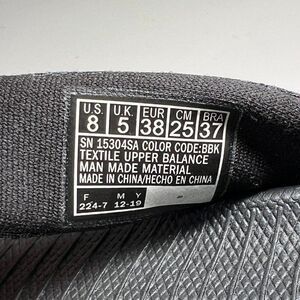 U.S. U.K. EUR CM BRA
8 5 38 25 37
SN 15304SA COLOR CODE:BBK
TEXTILE UPPER BALANCE
MAN MADE MATERIAL
MADE IN CHINA/HECHO EN CHINA
F M Y
224-7 12-19